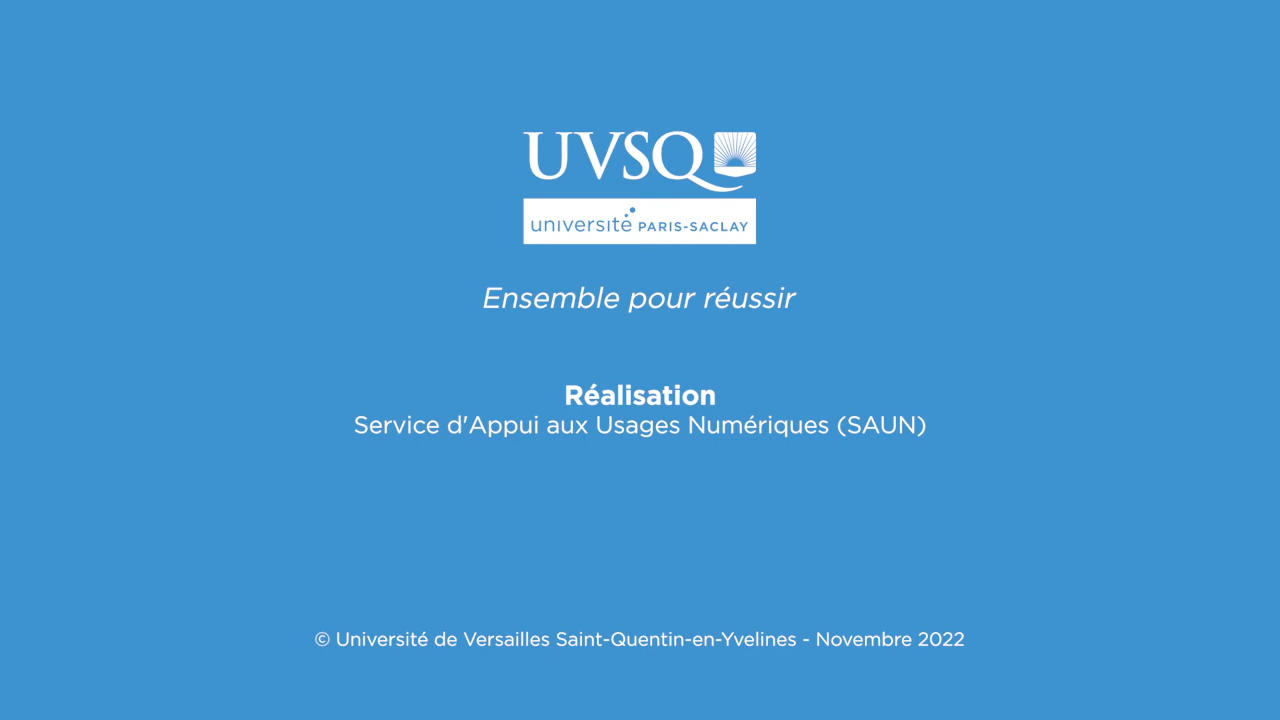 UVSQ
université PARIS-SACLAY
Ensemble pour réussir
Réalisation
Service d'Appui aux Usages Numériques (SAUN)
© Université de Versailles Saint-Quentin-en-Yvelines - Novembre 2022